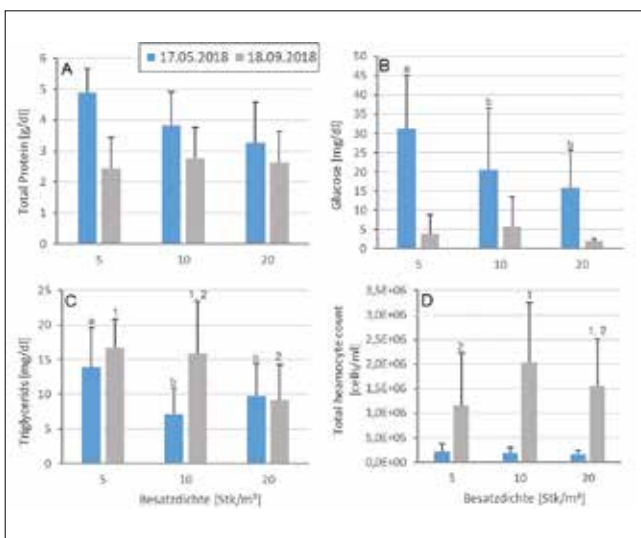 17.05.2018 18.09.2018
A
Total Protein [g/dl]
6
5
4
3
2
1
0
5 10 20
B
Glucose [mg/dl]
50
45
40
35
30
25
20
15
10
5
0
a b b
5 10 20
C
Triglycerids [mg/dl]
25
20
15
10
5
0
a 1 1, 2 2
5 10 20
Besatzdichte [Stk/m²]
D
Total heamocyte count
[cells/ml]
3,5E+06
3,0E+06
2,5E+06
2,0E+06
1,5E+06
1,0E+06
5,0E+05
0,0E+00
2 1 1, 2
5 10 20
Besatzdichte [Stk/m²]